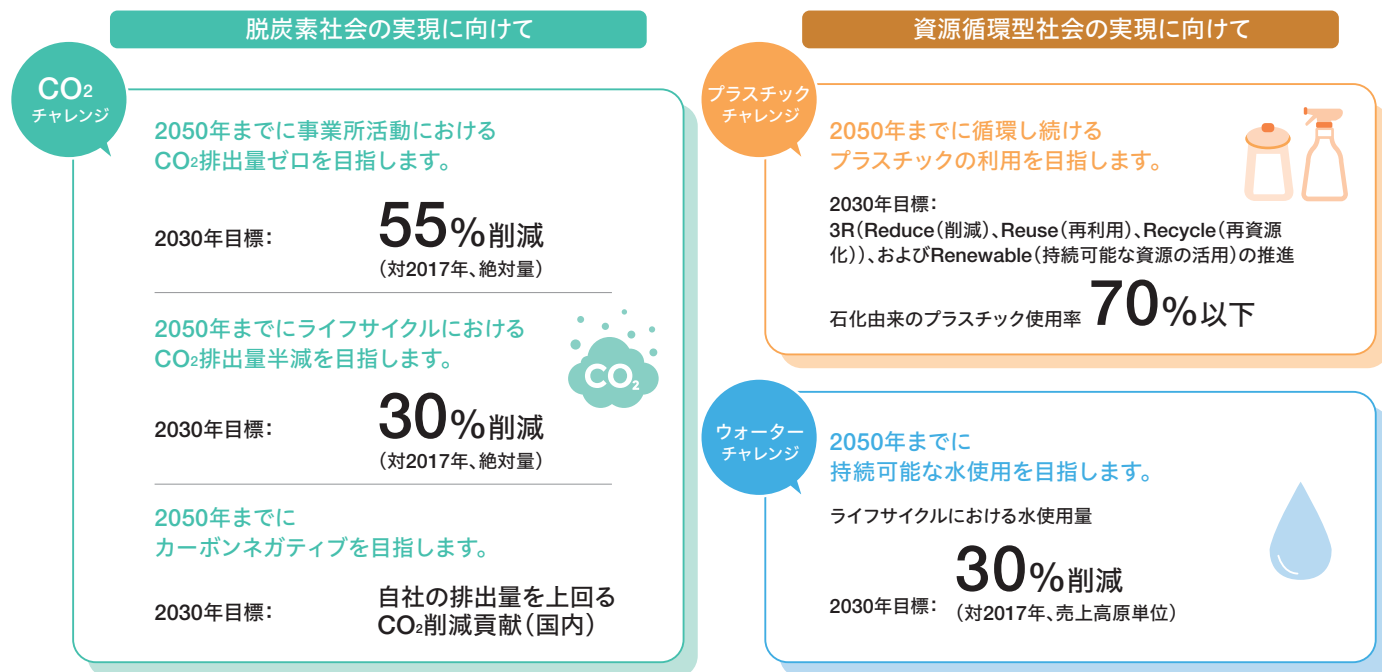 脱炭素社会の実現に向けて
CO2
チャレンジ
2050年までに事業所活動における
CO2排出量ゼロを目指します。
2030年目標： 55%削減
（対2017年、絶対量）
2050年までにライフサイクルにおける
CO2排出量半減を目指します。
CO2
2030年目標： 30%削減
（対2017年、絶対量）
2050年までに
カーボンネガティブを目指します。
2030年目標： 自社の排出量を上回る
CO2削減貢献（国内）
資源循環型社会の実現に向けて
プラスチック
チャレンジ
2050年までに循環し続ける
プラスチックの利用を目指します。
2030年目標：
3R（Reduce（削減）、Reuse（再利用）、Recycle（再資源
化））、およびRenewable（持続可能な資源の活用）の推進
石化由来のプラスチック使用率 70%以下
ウォーター
チャレンジ
2050年までに
持続可能な水使用を目指します。
ライフサイクルにおける水使用量
2030年目標： 30%削減
（対2017年、売上高原単位）